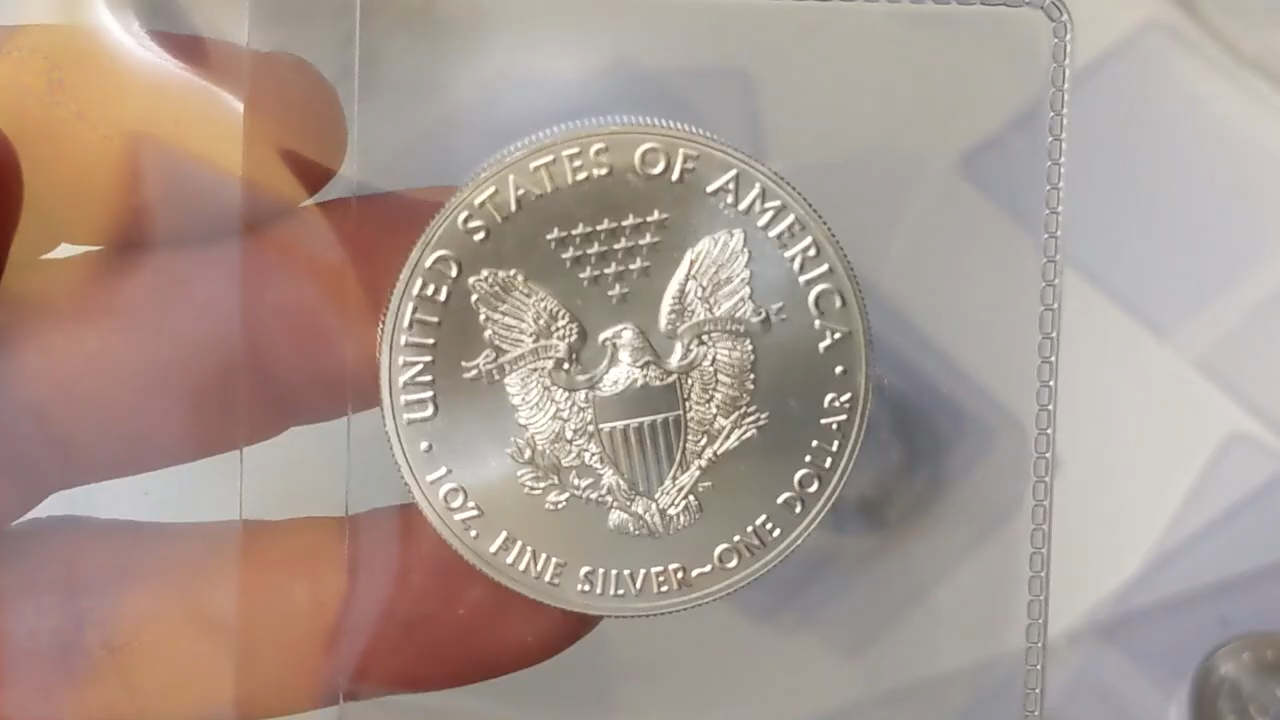 UNITED STATES OF AMERICA
• 1 OZ. FINE SILVER~ONE DOLLAR •